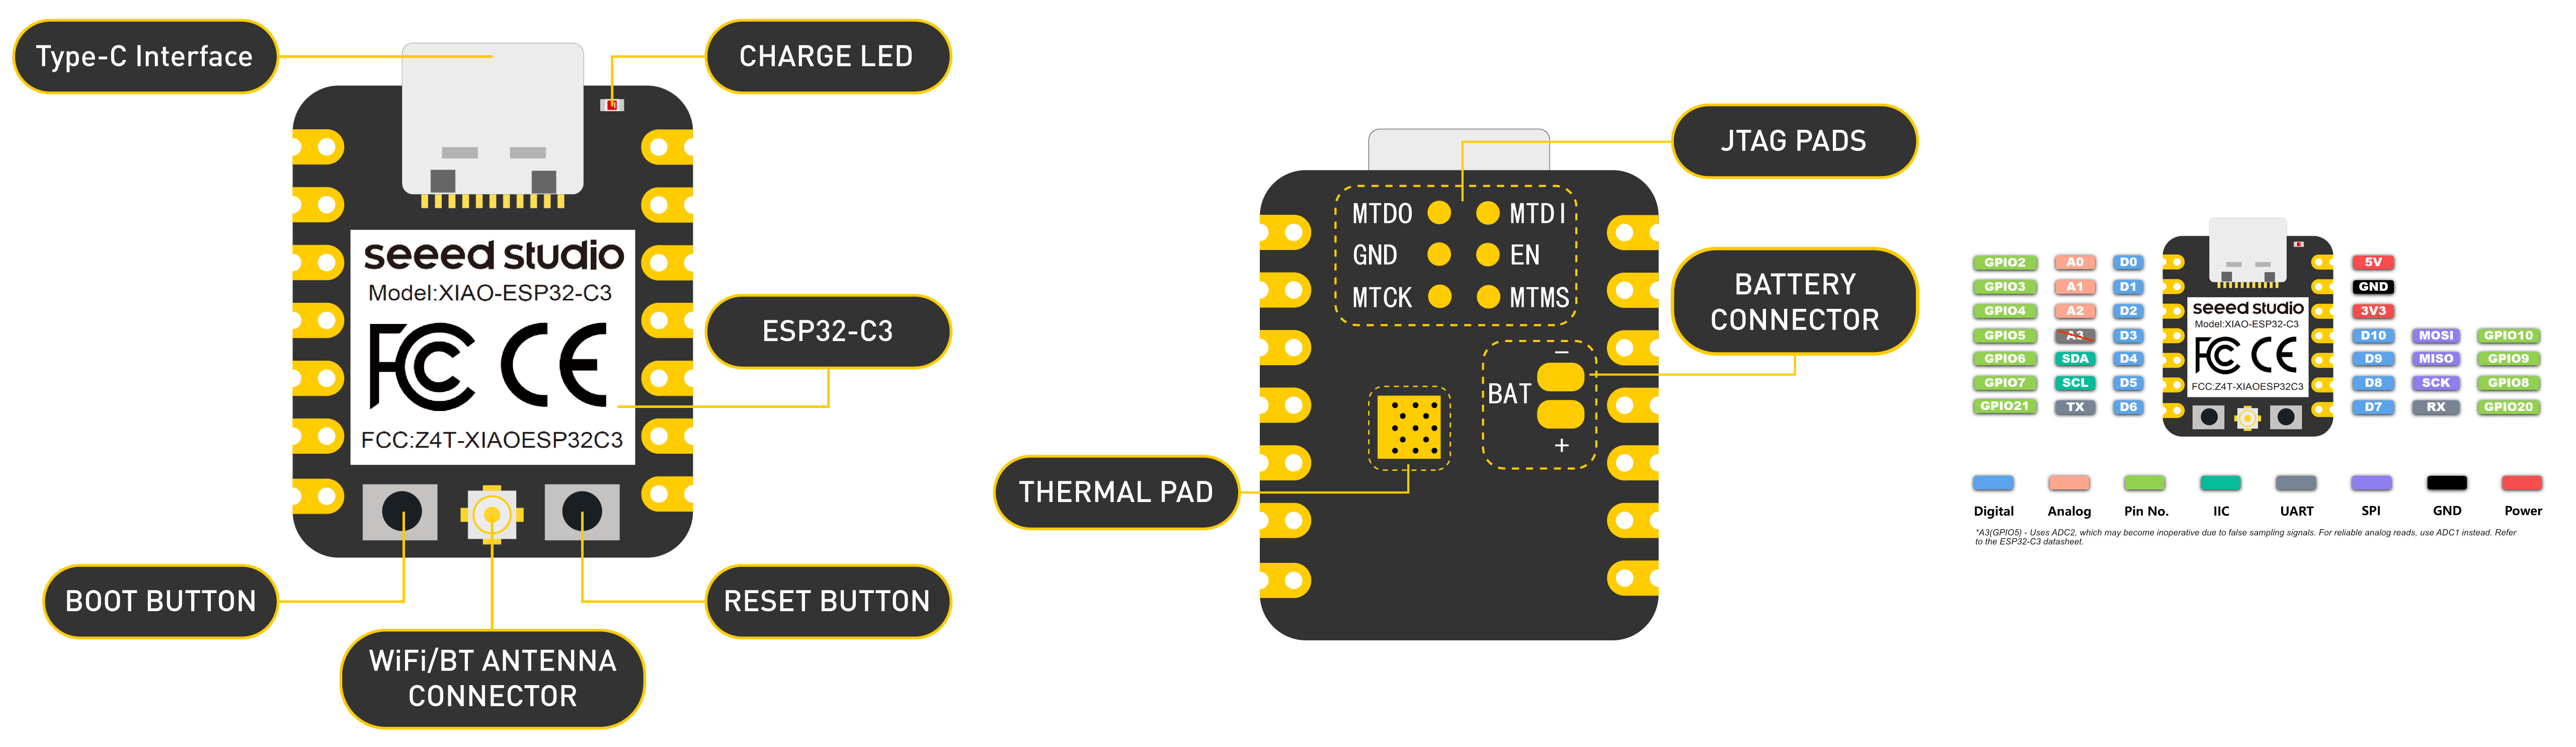 Type-C Interface
CHARGE LED
seeed studio
Model:XIAO-ESP32-C3
FC CE
FCC:Z4T-XIAOESP32C3
ESP32-C3
BOOT BUTTON
RESET BUTTON
WiFi/BT ANTENNA
CONNECTOR
JTAG PADS
MTDO MTDI
GND EN
MTCK MTMS
BATTERY
CONNECTOR
−
BAT
+
THERMAL PAD
GPIO2 A0 D0 5V
GPIO3 A1 D1 GND
GPIO4 A2 D2 3V3
GPIO5 A3 D3 D10 MOSI GPIO10
GPIO6 SDA D4 D9 MISO GPIO9
GPIO7 SCL D5 D8 SCK GPIO8
GPIO21 TX D6 D7 RX GPIO20
seeed studio
Model:XIAO-ESP32-C3
FC CE
FCC:Z4T-XIAOESP32C3
Digital Analog Pin No. IIC UART SPI GND Power
*A3(GPIO5) - Uses ADC2, which may become inoperative due to false sampling signals. For reliable analog reads, use ADC1 instead. Refer
to the ESP32-C3 datasheet.